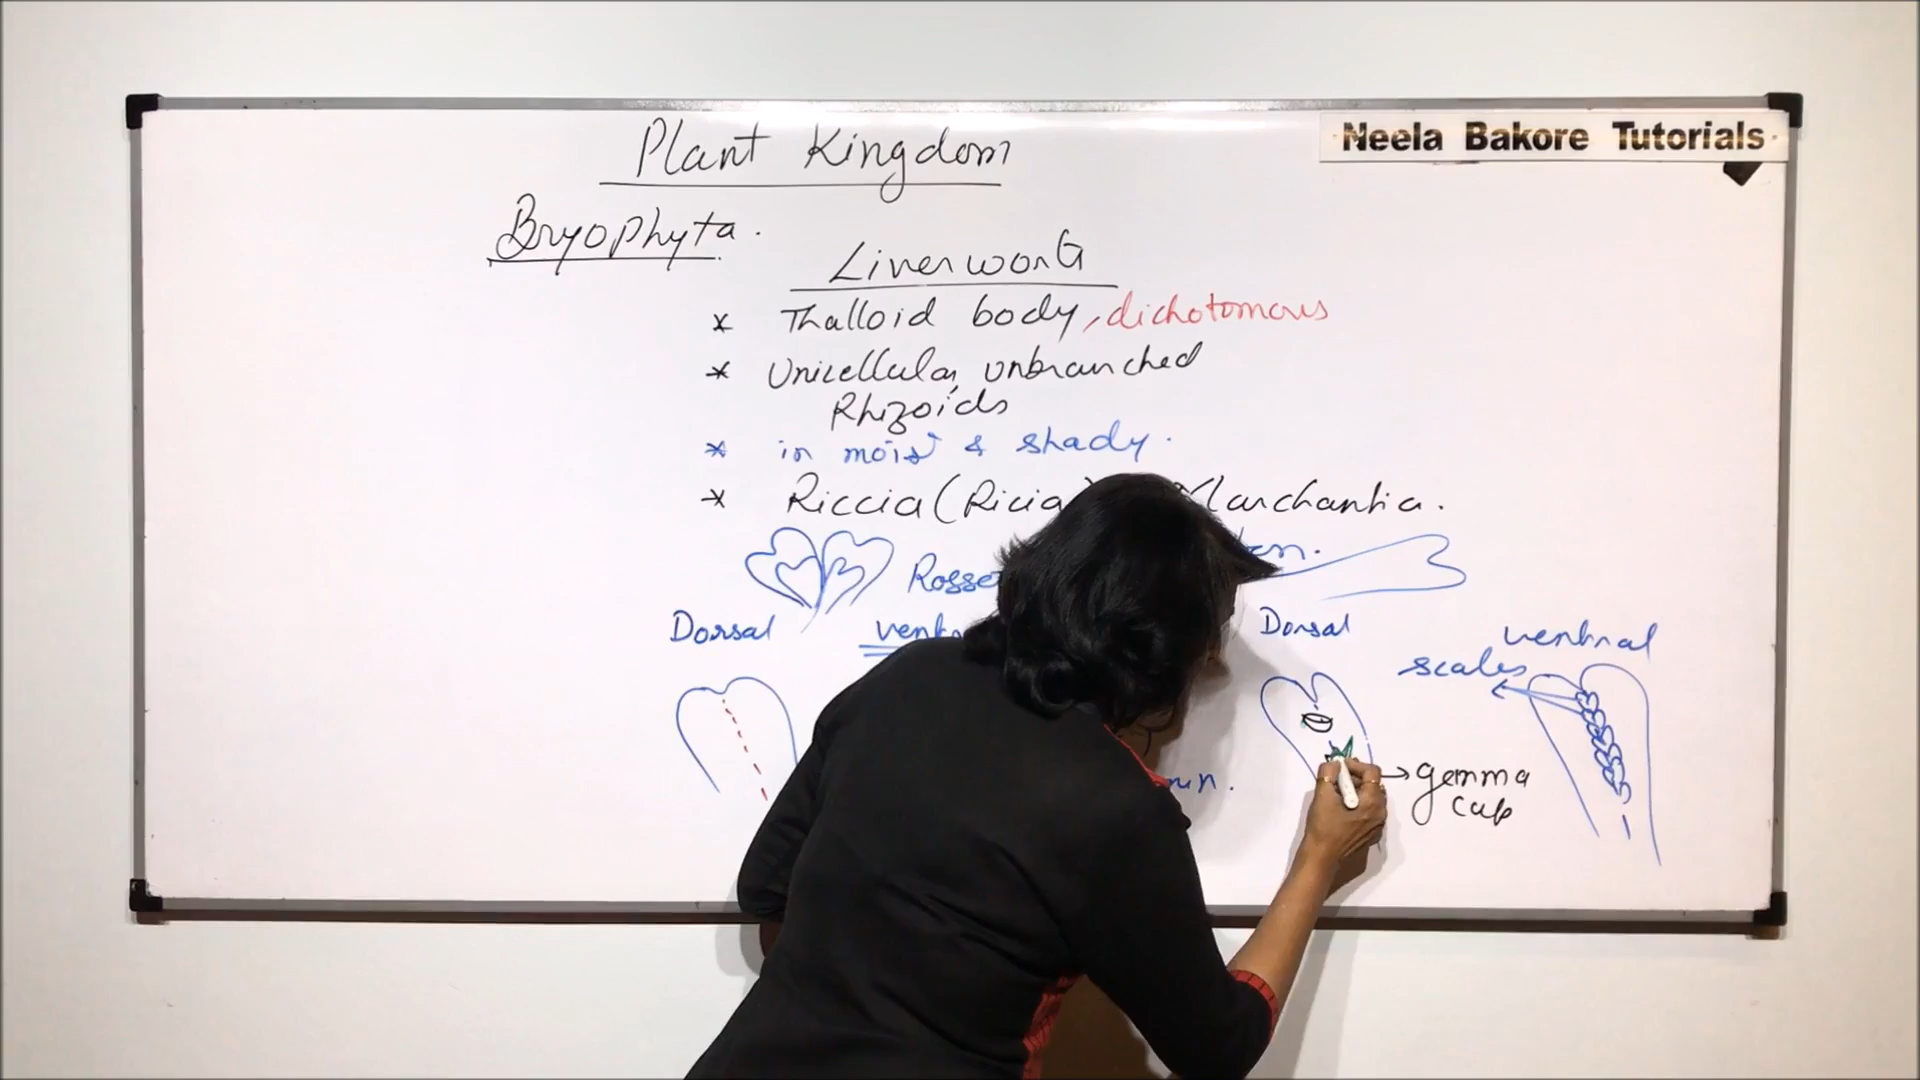 Neela Bakore Tutorials
Plant Kingdom
Bryophyta.
Liverworts
* Thalloid body, dichotomous
* Unicellular, unbranched
Rhizoids
* in moist & shady.
* Riccia (Ricia) Marchantia.
Dorsal
Dorsal
ventral
scales
gemma
cup